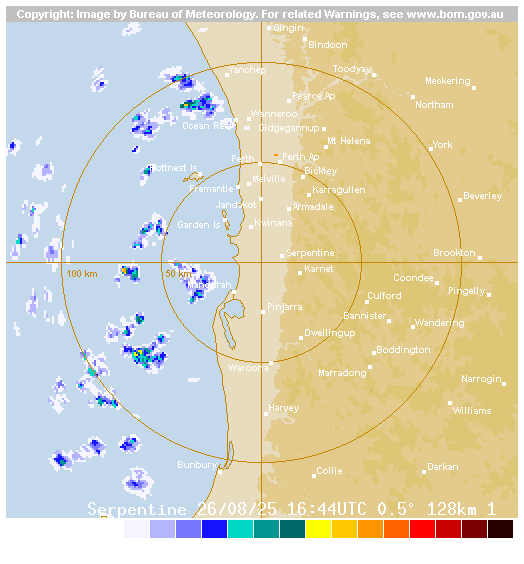 Copyright: Image by Bureau of Meteorology. For related Warnings, see www.bom.gov.au
Gingin
Bindoon
Yanchep
Toodyay
Meckering
Pearce Ap
Northam
Wanneroo
Ocean Reef
Gidgegannup
Mt Helena
York
Perth
Perth Ap
Rottnest Is
Bickley
Melville
Fremantle
Karragullen
Beverley
Jandakot
Armadale
Garden Is
Kwinana
Serpentine
Brookton
100 km
50 km
Karnet
Coondee
Mandurah
Pingelly
Culford
Pinjarra
Bannister
Wandering
Dwellingup
Boddington
Waroona
Marradong
Narrogin
Harvey
Williams
Bunbury
Collie
Darkan
Serpentine 26/08/25 16:44UTC 0.5° 128km 1